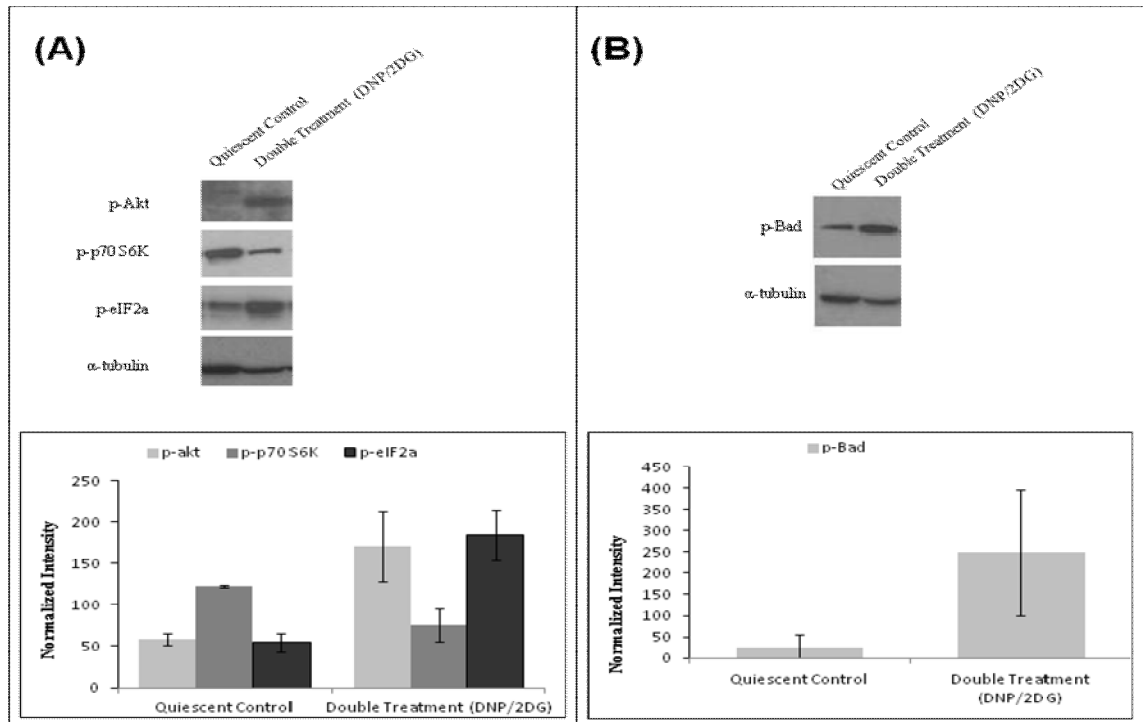 (A)
Quiescent Control
Double Treatment (DNP/2DG)
p-Akt
p-p70 S6K
p-eIF2a
α-tubulin
p-akt p-p70 S6K p-eIF2a
Normalized Intensity
250
200
150
100
50
0
Quiescent Control Double Treatment (DNP/2DG)
(B)
Quiescent Control
Double Treatment (DNP/2DG)
p-Bad
α-tubulin
p-Bad
Normalized Intensity
450
400
350
300
250
200
150
100
50
0
Quiescent Control Double Treatment
(DNP/2DG)